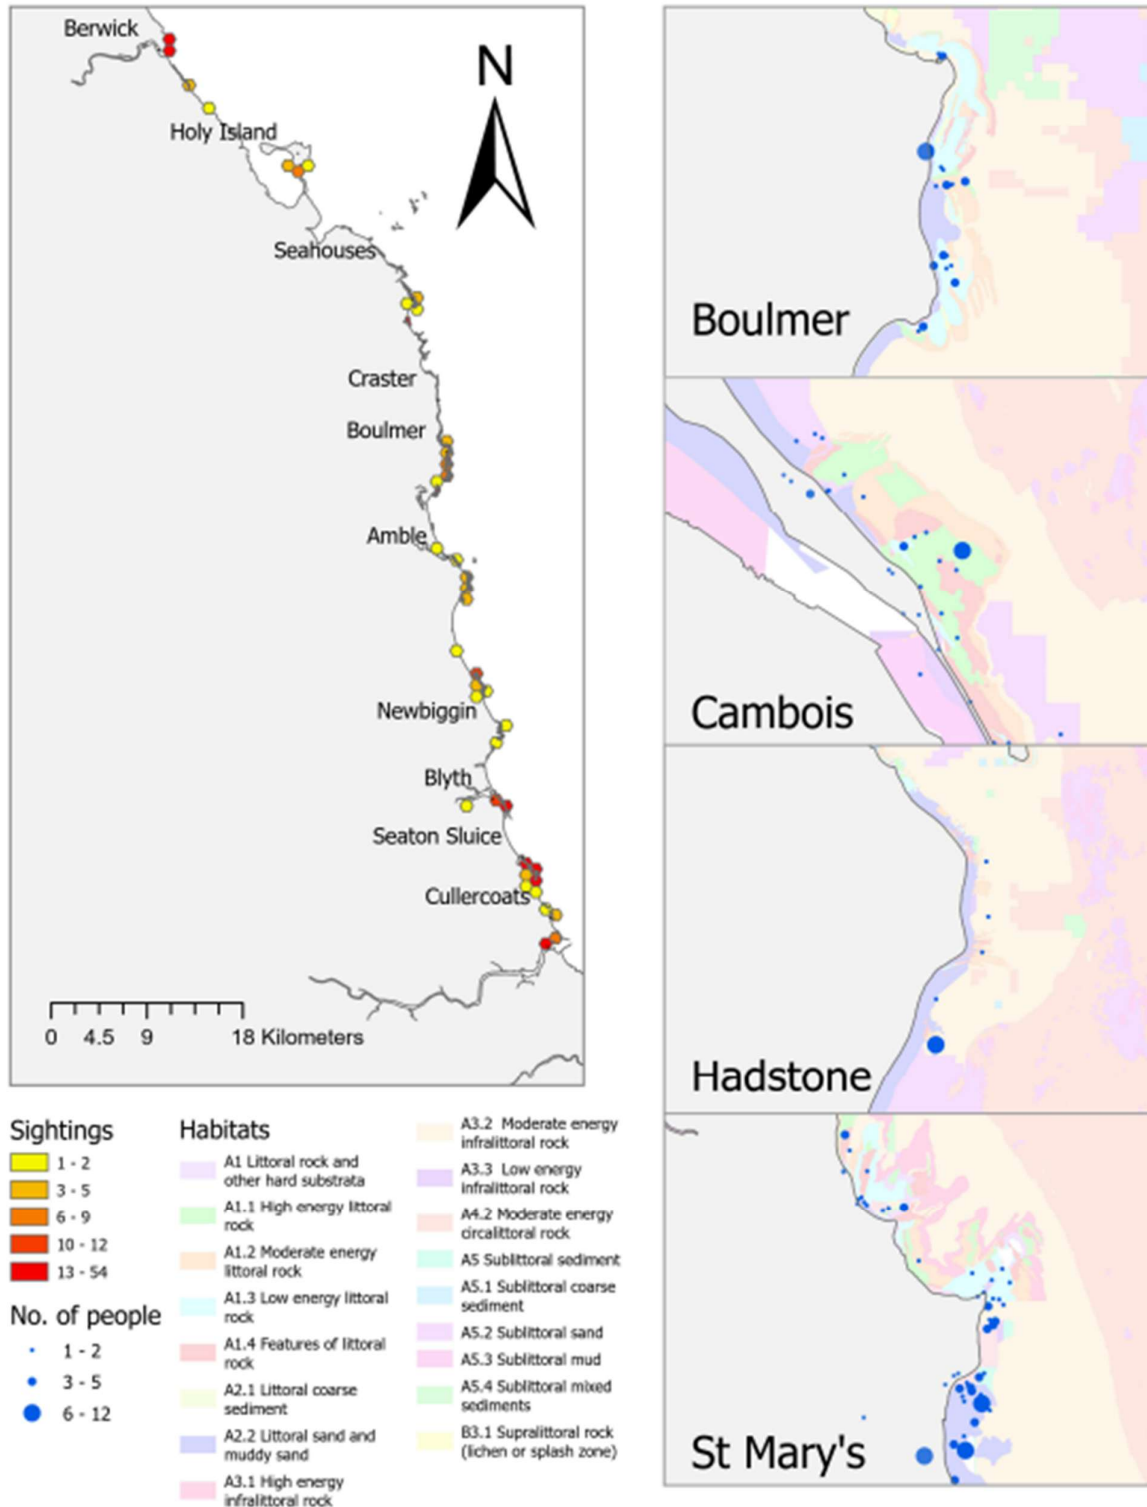 Berwick
N
Holy Island
Seahouses
Craster
Boulmer
Amble
Newbiggin
Blyth
Seaton Sluice
Cullercoats
0 4.5 9 18 Kilometers
Boulmer
Cambois
Hadstone
St Mary's
Sightings
1 - 2
3 - 5
6 - 9
10 - 12
13 - 54
No. of people
1 - 2
3 - 5
6 - 12
Habitats
A1 Littoral rock and
other hard substrata
A1.1 High energy littoral
rock
A1.2 Moderate energy
littoral rock
A1.3 Low energy littoral
rock
A1.4 Features of littoral
rock
A2.1 Littoral coarse
sediment
A2.2 Littoral sand and
muddy sand
A3.1 High energy
infralittoral rock
A3.2 Moderate energy
infralittoral rock
A3.3 Low energy
infralittoral rock
A4.2 Moderate energy
circalittoral rock
A5 Sublittoral sediment
A5.1 Sublittoral coarse
sediment
A5.2 Sublittoral sand
A5.3 Sublittoral mud
A5.4 Sublittoral mixed
sediments
B3.1 Supralittoral rock
(lichen or splash zone)